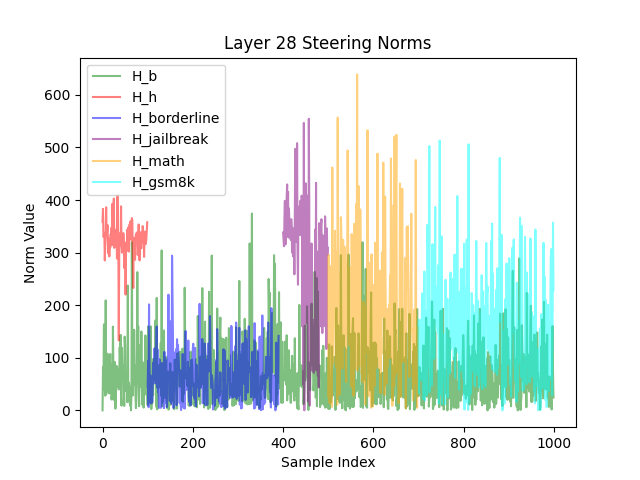 Layer 28 Steering Norms
H_b
H_h
H_borderline
H_jailbreak
H_math
H_gsm8k
Norm Value
600
500
400
300
200
100
0
0 200 400 600 800 1000
Sample Index